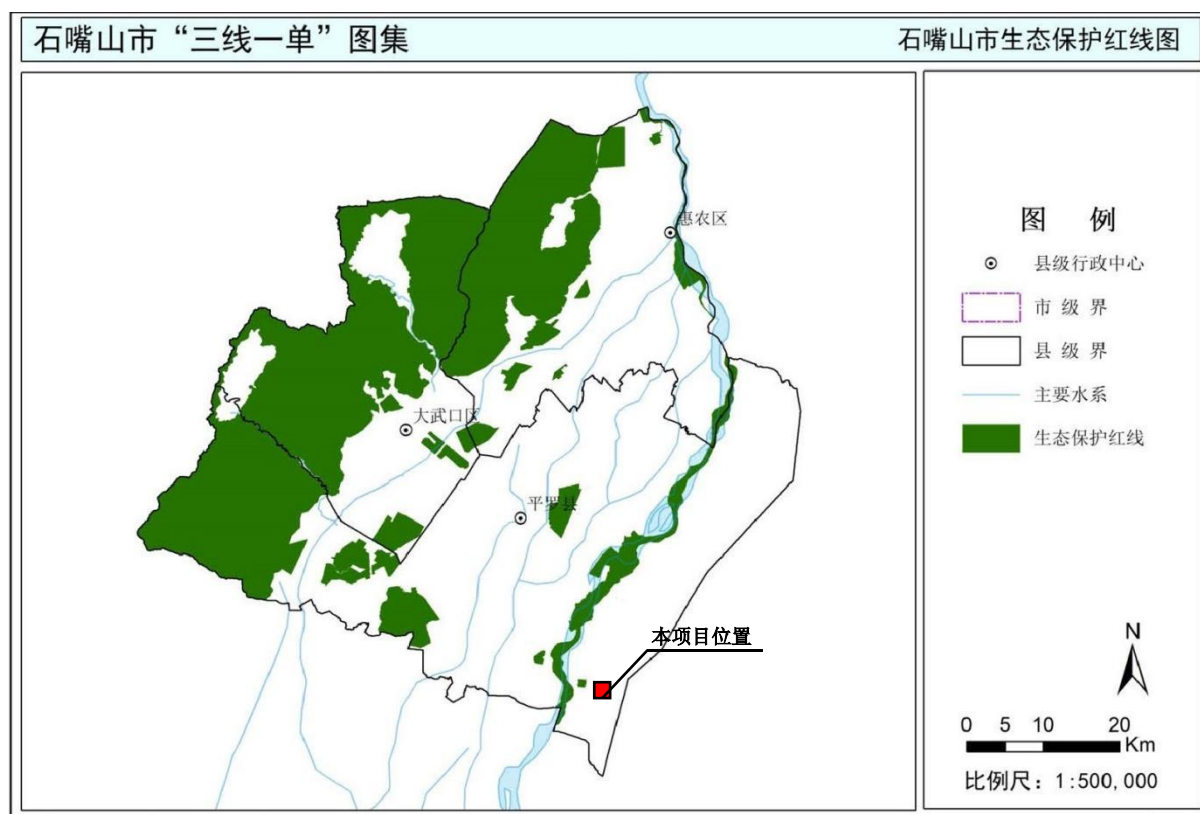 石嘴山市“三线一单”图集
石嘴山市生态保护红线图
惠农区
大武口区
平罗县
本项目位置
图 例
县级行政中心
市 级 界
县 级 界
主要水系
生态保护红线
N
0 5 10 20
Km
比例尺：1:500,000